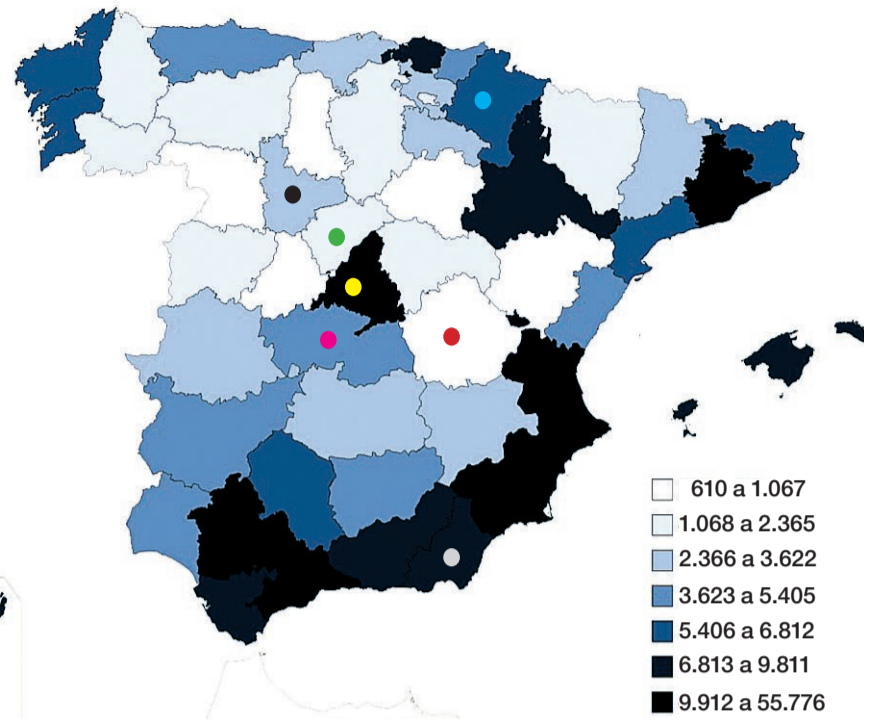 610 a 1.067
1.068 a 2.365
2.366 a 3.622
3.623 a 5.405
5.406 a 6.812
6.813 a 9.811
9.912 a 55.776